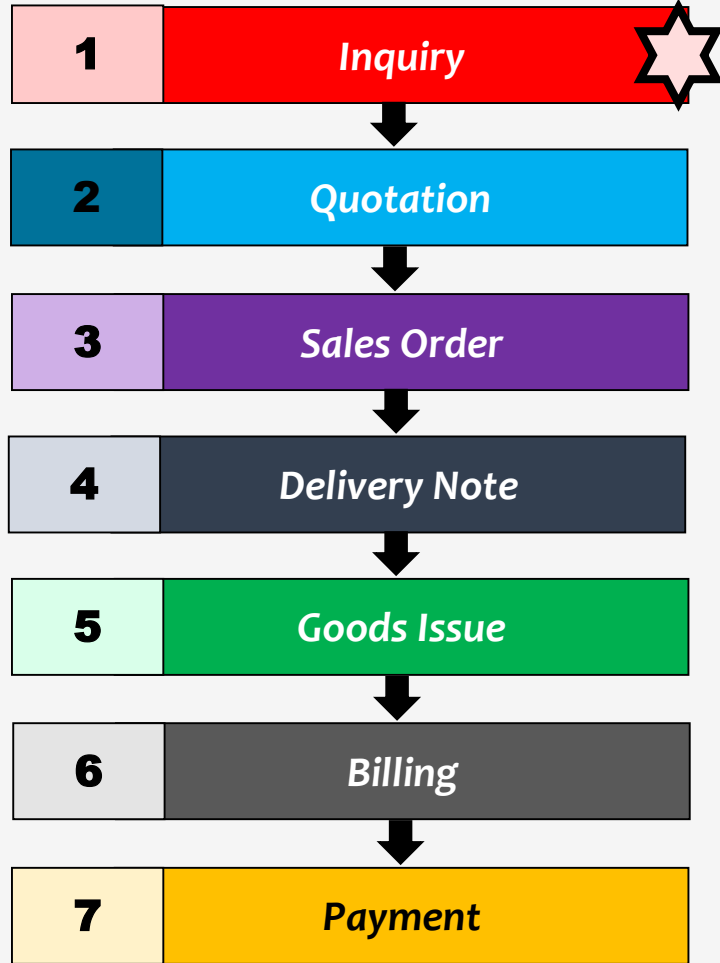 1 Inquiry
2 Quotation
3 Sales Order
4 Delivery Note
5 Goods Issue
6 Billing
7 Payment